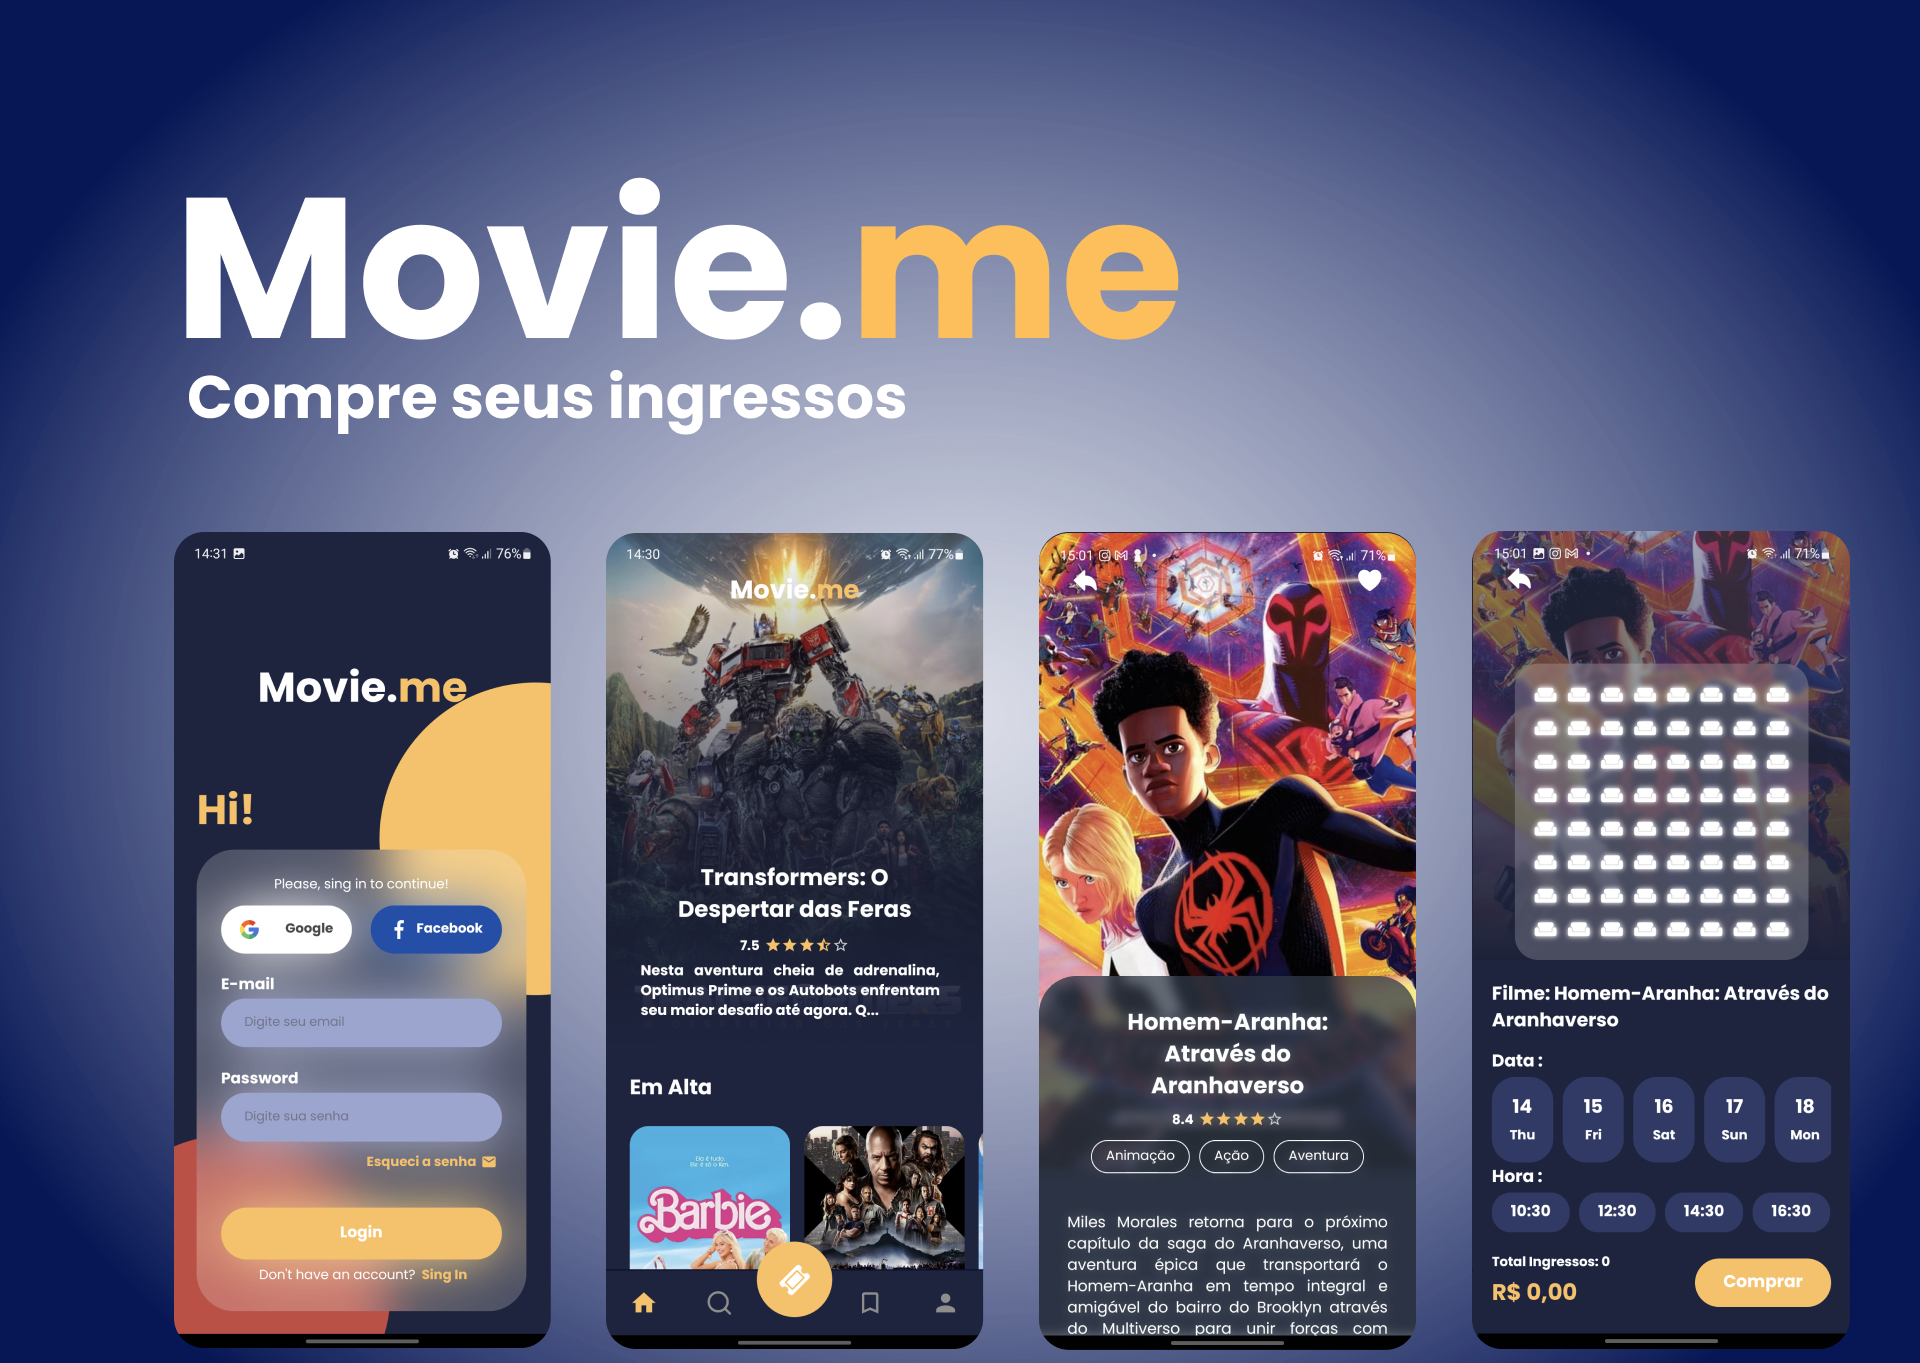 Movie.me
Compre seus ingressos
14:31
76%
Movie.me
Hi!
Please, sing in to continue!
Google
Facebook
E-mail
Digite seu email
Password
Digite sua senha
Esqueci a senha
Login
Don't have an account? Sing In
14:30
77%
Movie.me
Transformers: O
Despertar das Feras
7.5
Nesta aventura cheia de adrenalina,
Optimus Prime e os Autobots enfrentam
seu maior desafio até agora. Q...
Em Alta
Ela é tudo.
Ele é só o Ken.
Barbie
15:01
71%
Homem-Aranha:
Através do
Aranhaverso
8.4
Animação
Ação
Aventura
Miles Morales retorna para o próximo
capítulo da saga do Aranhaverso, uma
aventura épica que transportará o
Homem-Aranha em tempo integral e
amigável do bairro do Brooklyn através
do Multiverso para unir forças com
15:01
71%
Filme: Homem-Aranha: Através do
Aranhaverso
Data :
14 15 16 17 18
Thu Fri Sat Sun Mon
Hora :
10:30 12:30 14:30 16:30
Total Ingressos: 0
R$ 0,00
Comprar